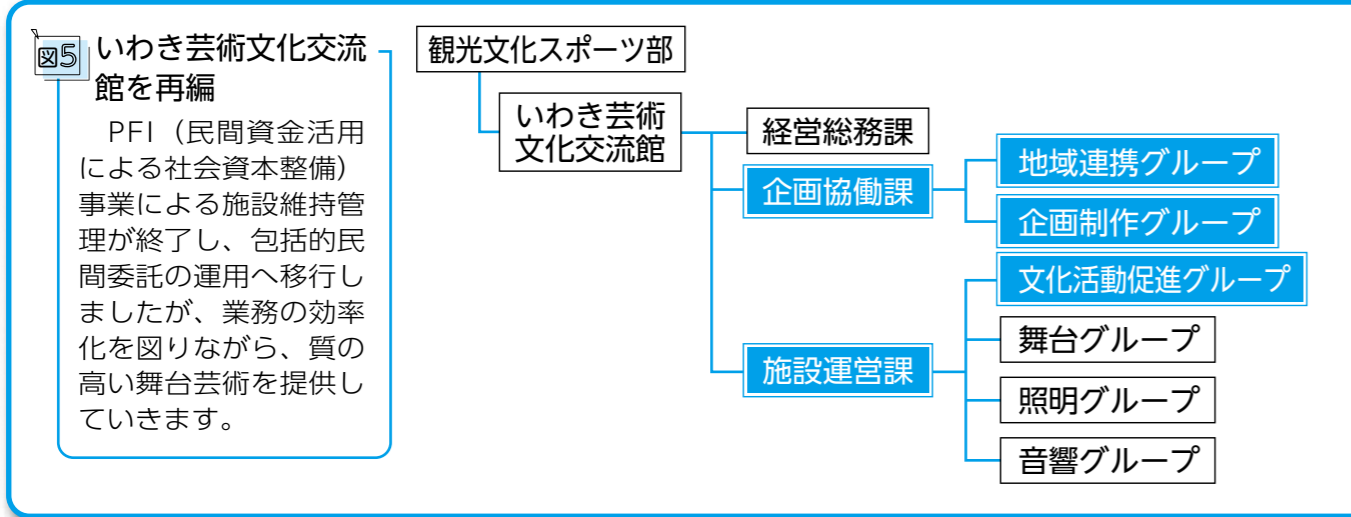 図5
いわき芸術文化交流
館を再編
PFI（民間資金活用
による社会資本整備）
事業による施設維持管
理が終了し、包括的民
間委託の運用へ移行し
ましたが、業務の効率
化を図りながら、質の
高い舞台芸術を提供し
ていきます。
観光文化スポーツ部
いわき芸術
文化交流館
経営総務課
企画協働課
地域連携グループ
企画制作グループ
施設運営課
文化活動促進グループ
舞台グループ
照明グループ
音響グループ